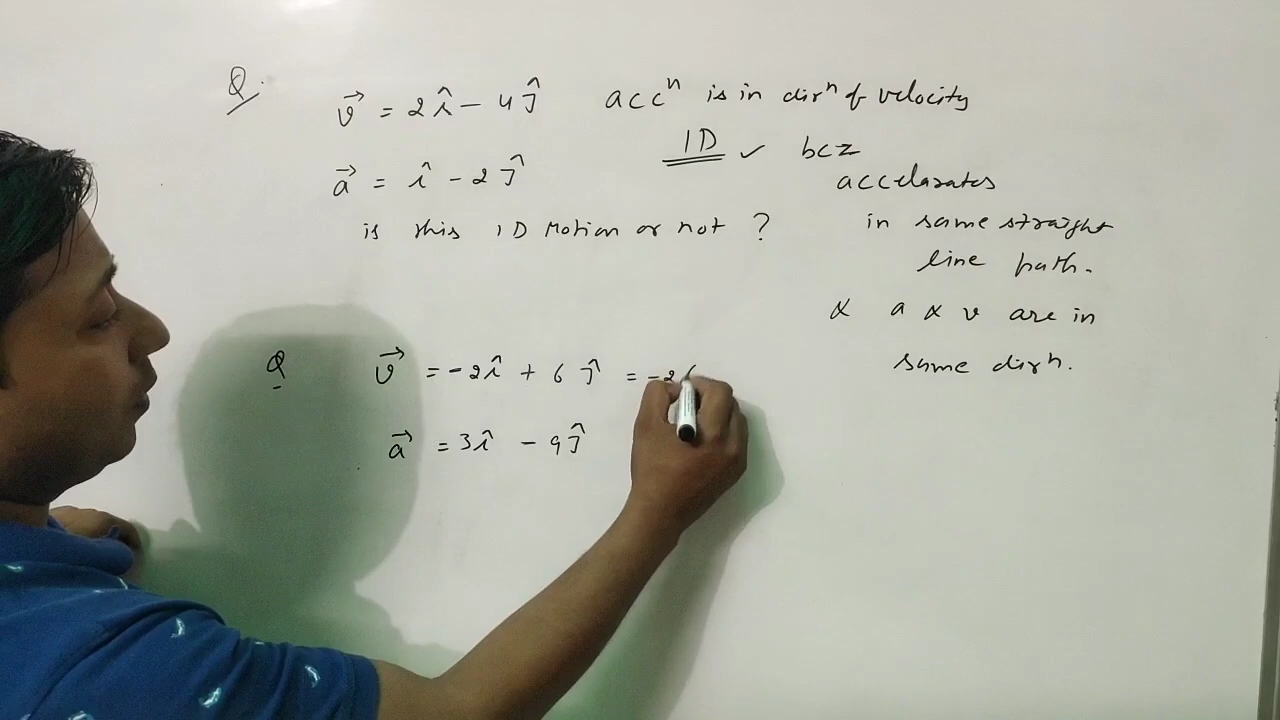 Q.
v⃗ = 2î - 4ĵ accⁿ is in dirⁿ of velocity
1D ✓ bcz
a⃗ = î - 2ĵ accelarates
is this 1D Motion or not ? in same straight
line path.
& a & v are in
same dirⁿ.
Q v⃗ = -2î + 6ĵ = -2(
a⃗ = 3î - 9ĵ